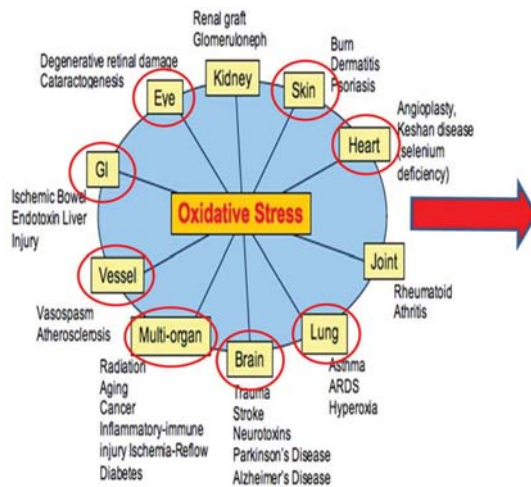 Renal graft
Glomeruloneph
Kidney
Burn
Dermatitis
Psoriasis
Skin
Degenerative retinal damage
Cataractogenesis
Eye
Angioplasty,
Keshan disease
(selenium
deficiency)
Heart
GI
Ischemic Bowel
Endotoxin Liver
Injury
Oxidative Stress
Joint
Rheumatoid
Athritis
Vessel
Vasospasm
Atherosclerosis
Multi-organ
Radiation
Aging
Cancer
Inflammatory-immune
injury Ischemia-Reflow
Diabetes
Brain
Trauma
Stroke
Neurotoxins
Parkinson's Disease
Alzheimer's Disease
Lung
Asthma
ARDS
Hyperoxia